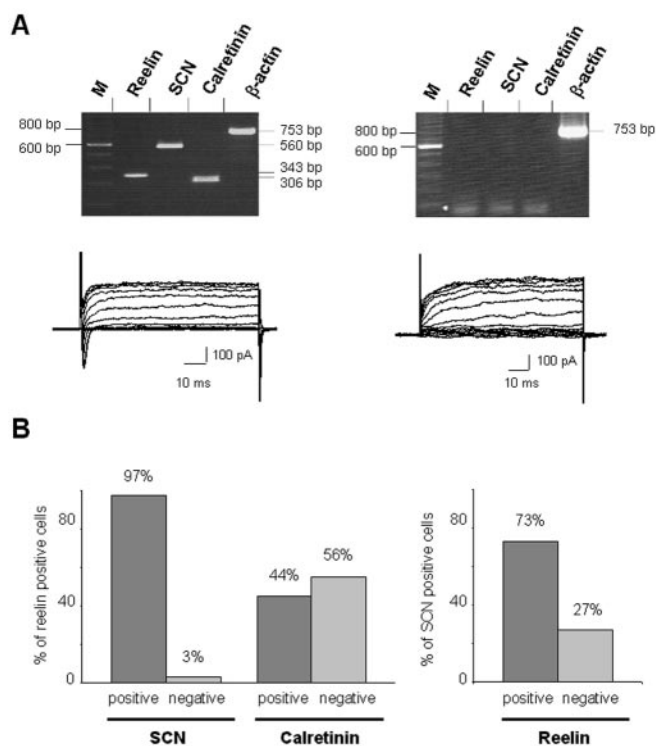 A
M Reelin SCN Calretinin β-actin
800 bp
600 bp
753 bp
560 bp
343 bp
306 bp
100 pA
10 ms
M Reelin SCN Calretinin β-actin
800 bp
600 bp
753 bp
100 pA
10 ms
B
% of reelin positive cells
80
40
0
97%
3%
44%
56%
positive negative positive negative
SCN Calretinin
% of SCN positive cells
80
40
0
73%
27%
positive negative
Reelin